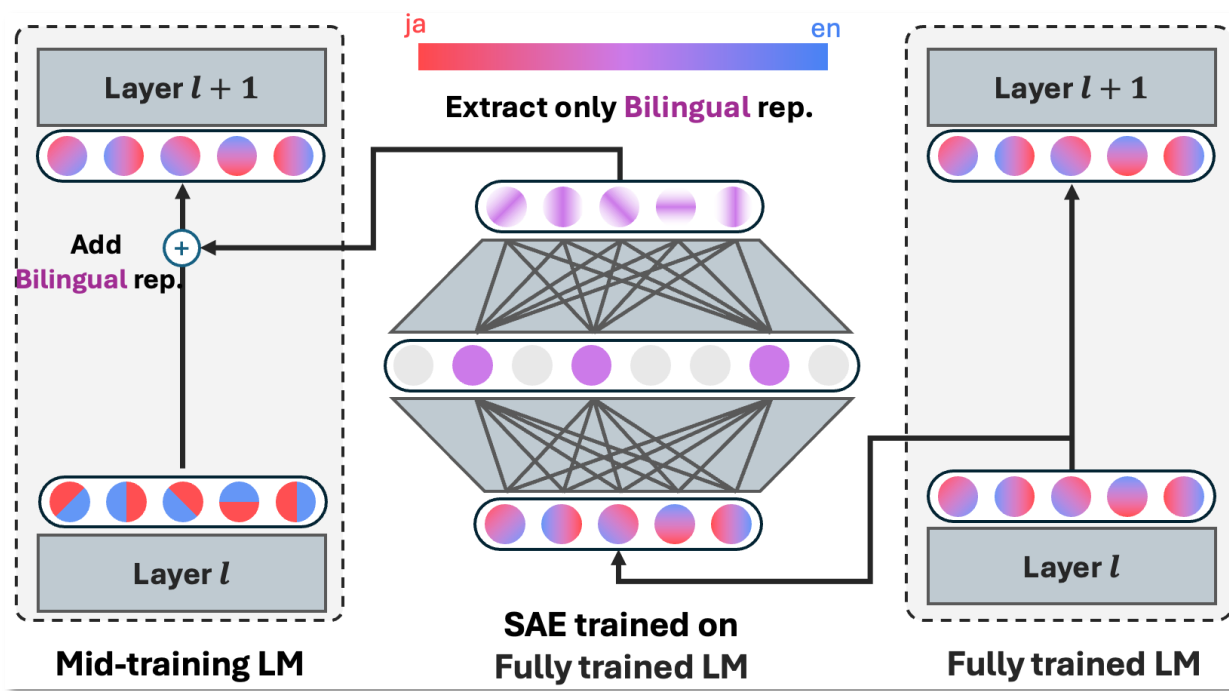 ja
en
Extract only Bilingual rep.
Layer l + 1
Add
Bilingual rep.
+
Layer l
Mid-training LM
SAE trained on
Fully trained LM
Layer l + 1
Layer l
Fully trained LM